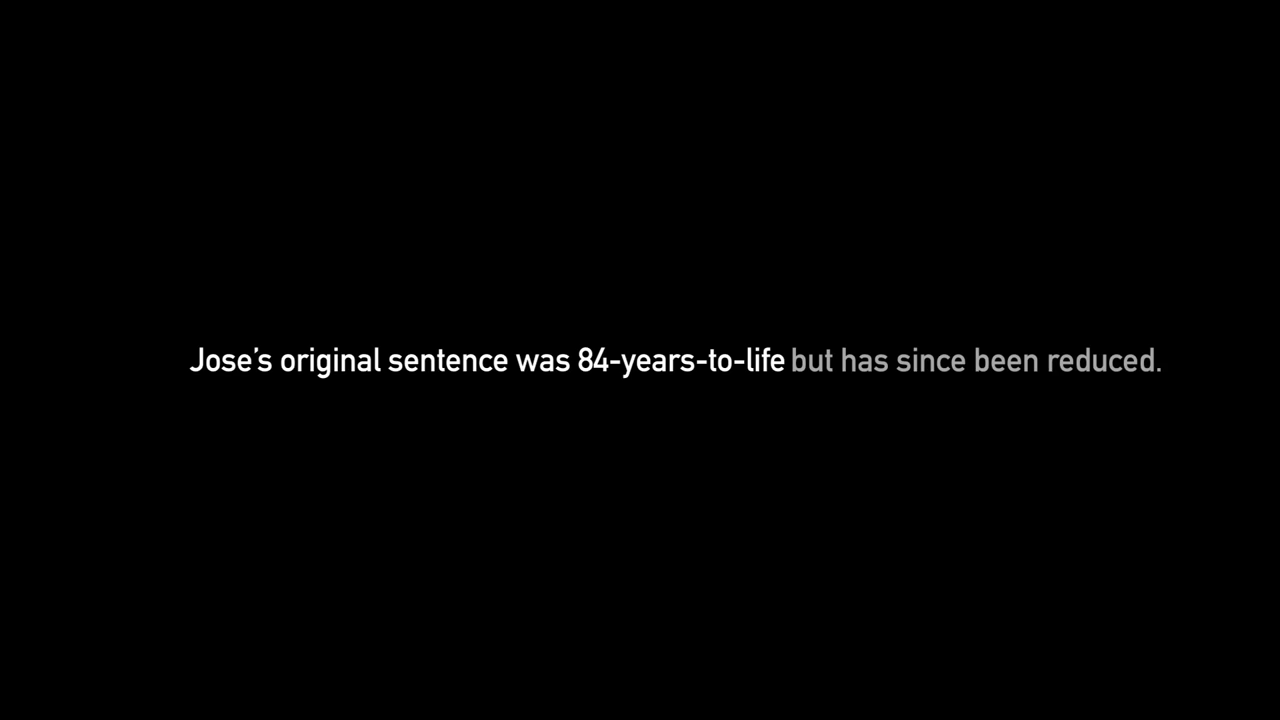 Jose’s original sentence was 84-years-to-life but has since been reduced.